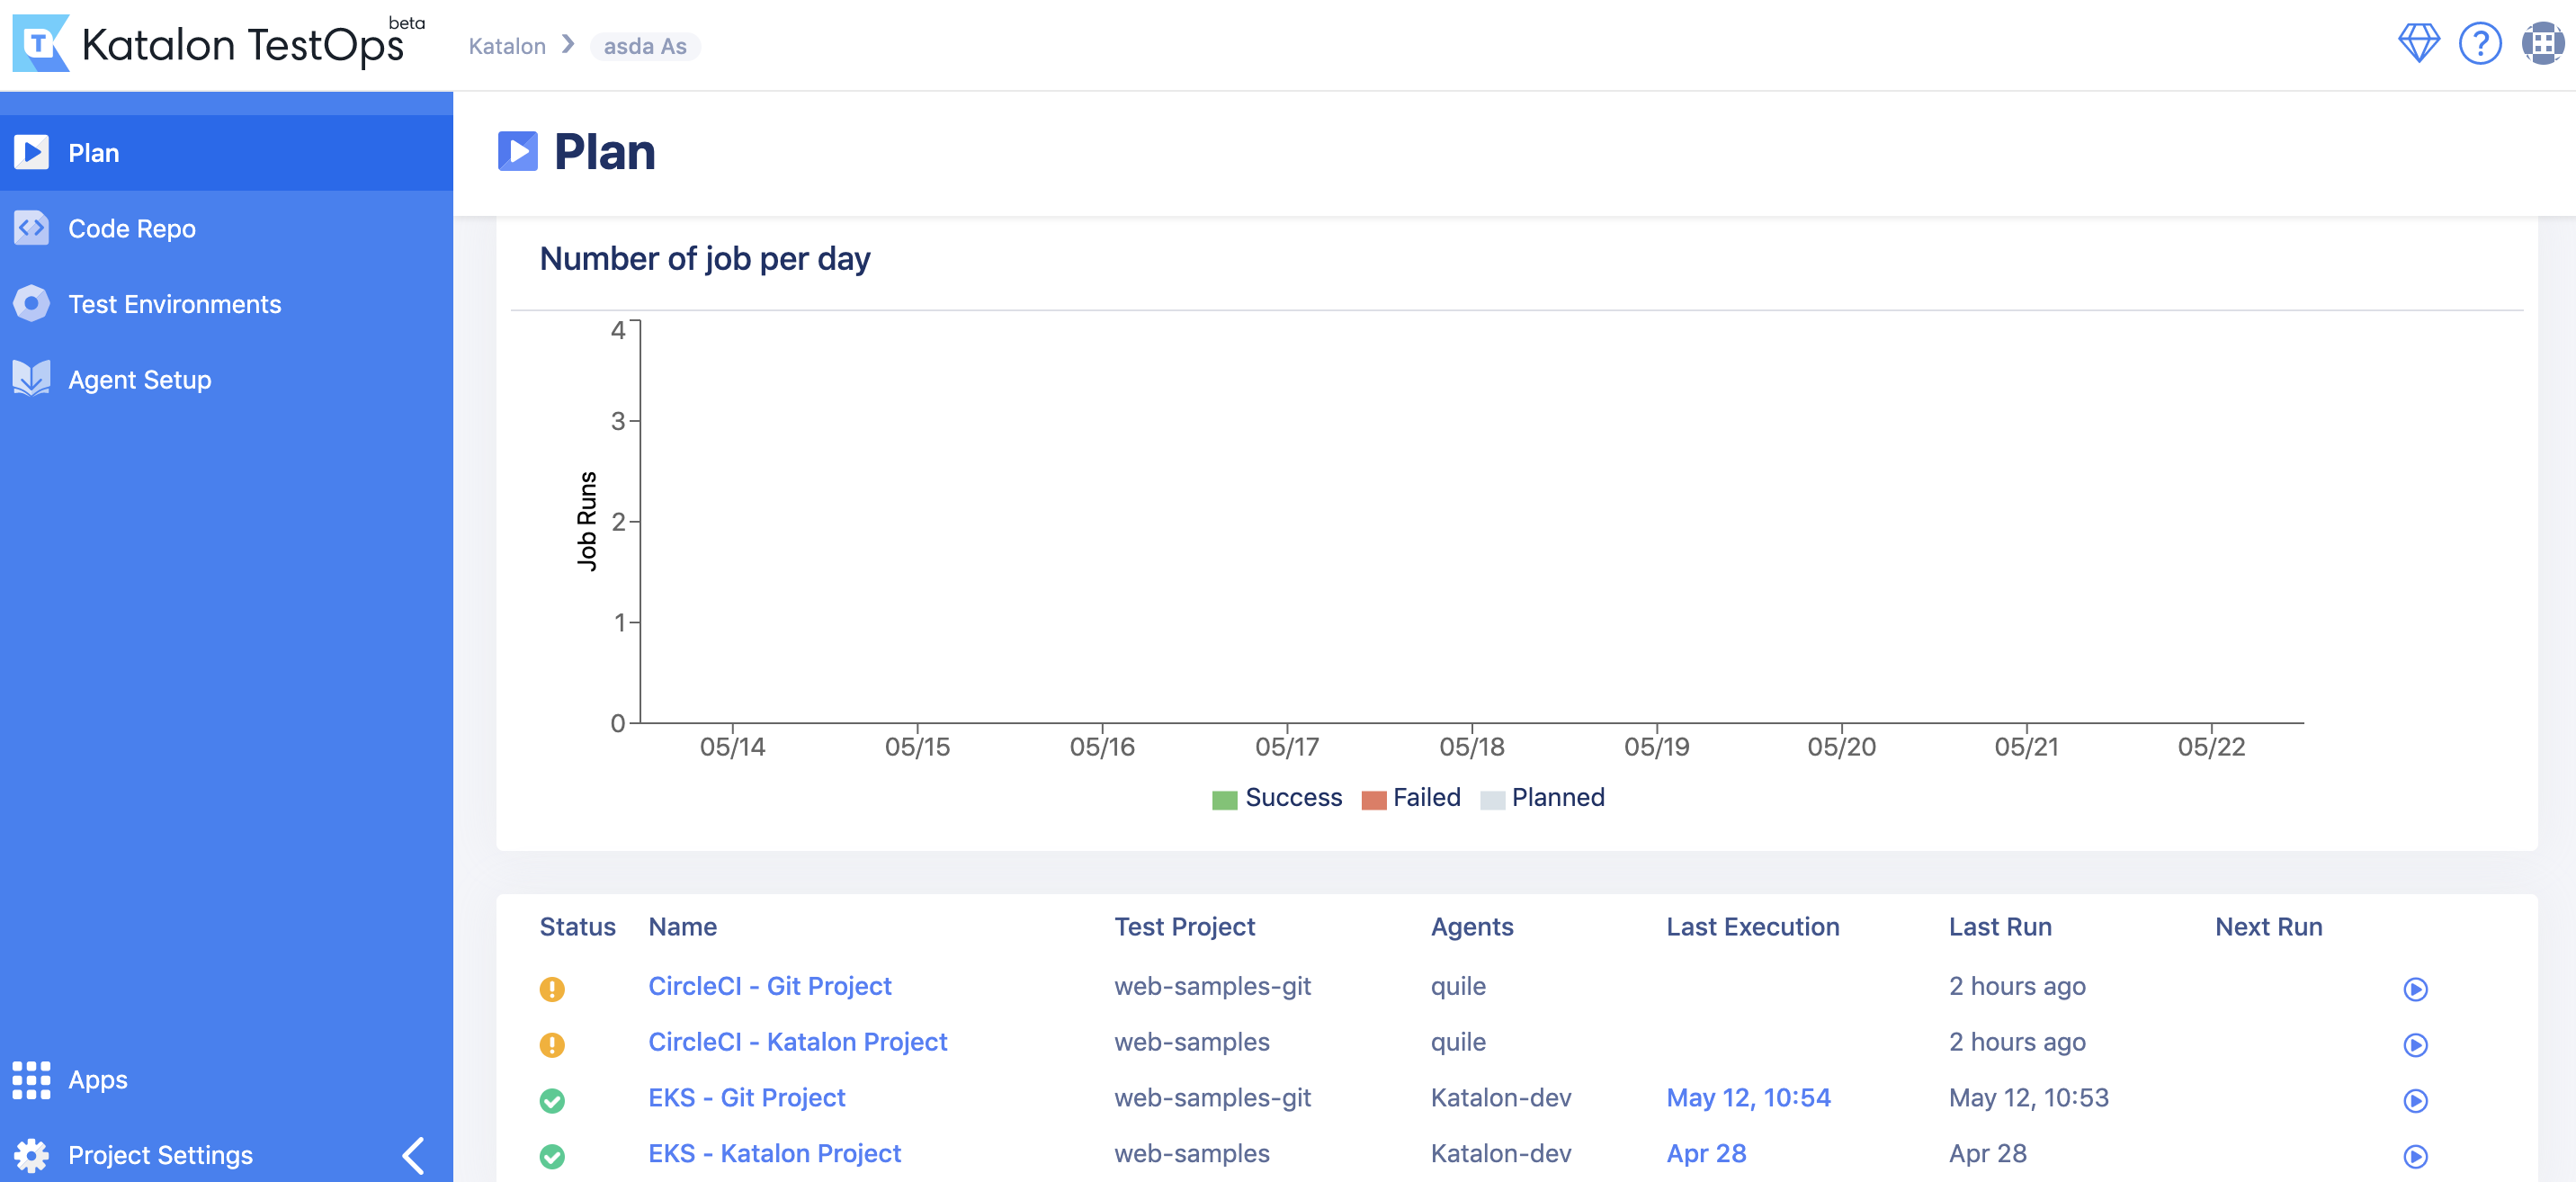 Katalon TestOps beta
Katalon > asda As
Plan
Code Repo
Test Environments
Agent Setup
Apps
Project Settings
Plan
Number of job per day
4
3
2
1
0
Job Runs
05/14 05/15 05/16 05/17 05/18 05/19 05/20 05/21 05/22
Success Failed Planned
Status Name Test Project Agents Last Execution Last Run Next Run
CircleCI - Git Project web-samples-git quile 2 hours ago
CircleCI - Katalon Project web-samples quile 2 hours ago
EKS - Git Project web-samples-git Katalon-dev May 12, 10:54 May 12, 10:53
EKS - Katalon Project web-samples Katalon-dev Apr 28 Apr 28